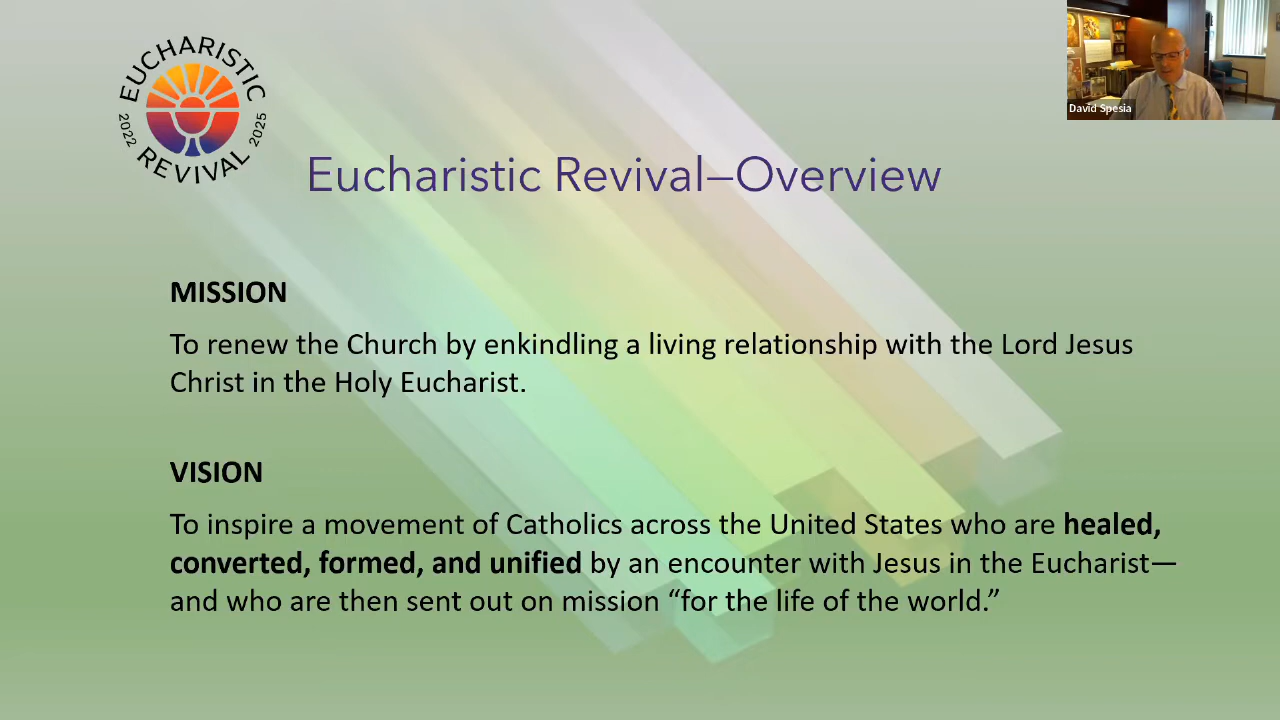 EUCHARISTIC
2022
2025
REVIVAL
David Spesia
Eucharistic Revival—Overview
MISSION
To renew the Church by enkindling a living relationship with the Lord Jesus
Christ in the Holy Eucharist.
VISION
To inspire a movement of Catholics across the United States who are healed,
converted, formed, and unified by an encounter with Jesus in the Eucharist—
and who are then sent out on mission “for the life of the world.”